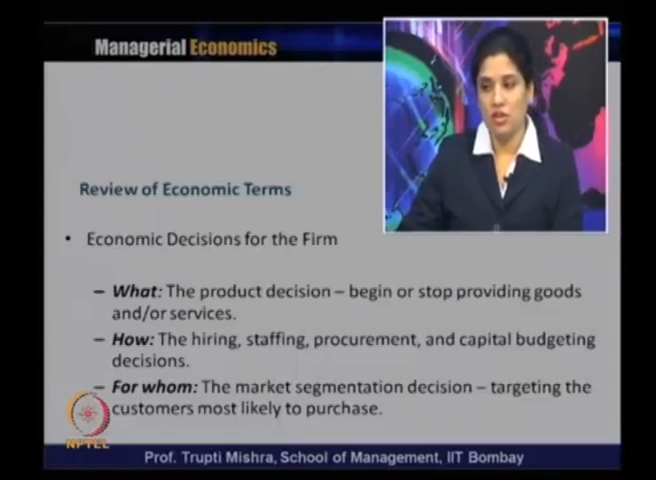 Managerial Economics
Review of Economic Terms
• Economic Decisions for the Firm
– What: The product decision – begin or stop providing goods
and/or services.
– How: The hiring, staffing, procurement, and capital budgeting
decisions.
– For whom: The market segmentation decision – targeting the
customers most likely to purchase.
NPTEL
Prof. Trupti Mishra, School of Management, IIT Bombay